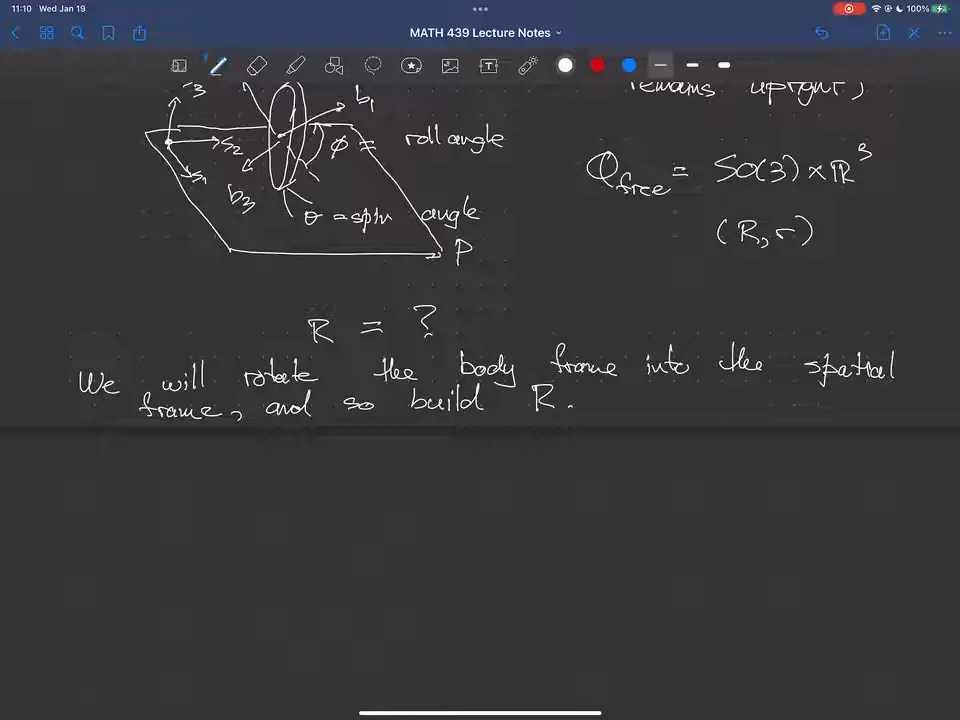 11:10 Wed Jan 19
100%
MATH 439 Lecture Notes
remains upright,
s3
b1
s2
s1
b3
φ = roll angle
θ = spin angle
P
Q_free = SO(3) × ℝ³
(R, r)
R = ?
We will rotate the body frame into the spatial
frame, and so build R.